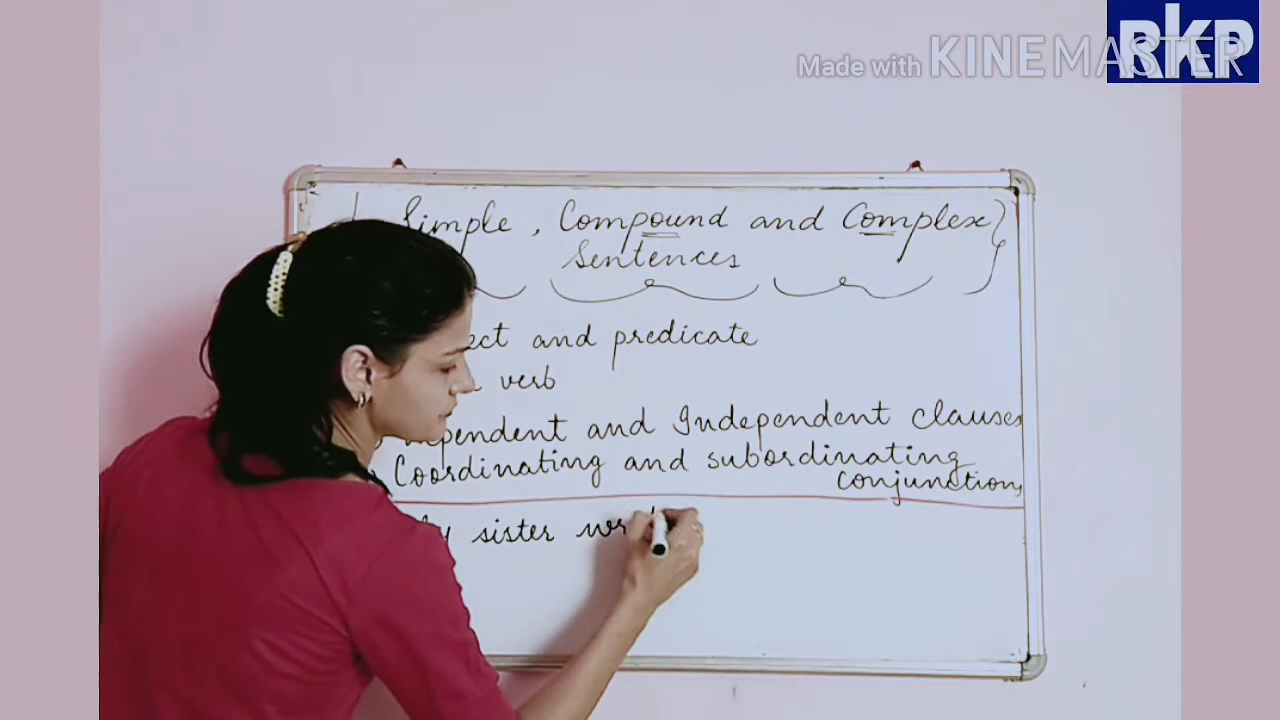 RKP
Made with KINEMASTER
Simple, Compound and Complex
Sentences
and predicate
verb
and Independent clauses
Coordinating and subordinating
conjunctions
sister